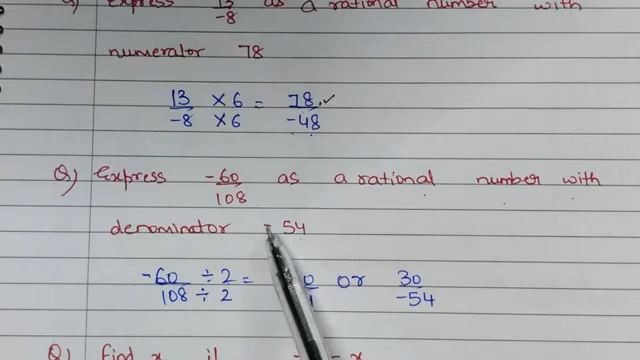 Q) Express 13/-8 as a rational number with
numerator 78
13/-8 × 6/× 6 = 78/-48 ✓
Q) Express -60/108 as a rational number with
denominator = 54
-60/108 ÷ 2/÷ 2 = 0 or 30/-54
Q) find x if